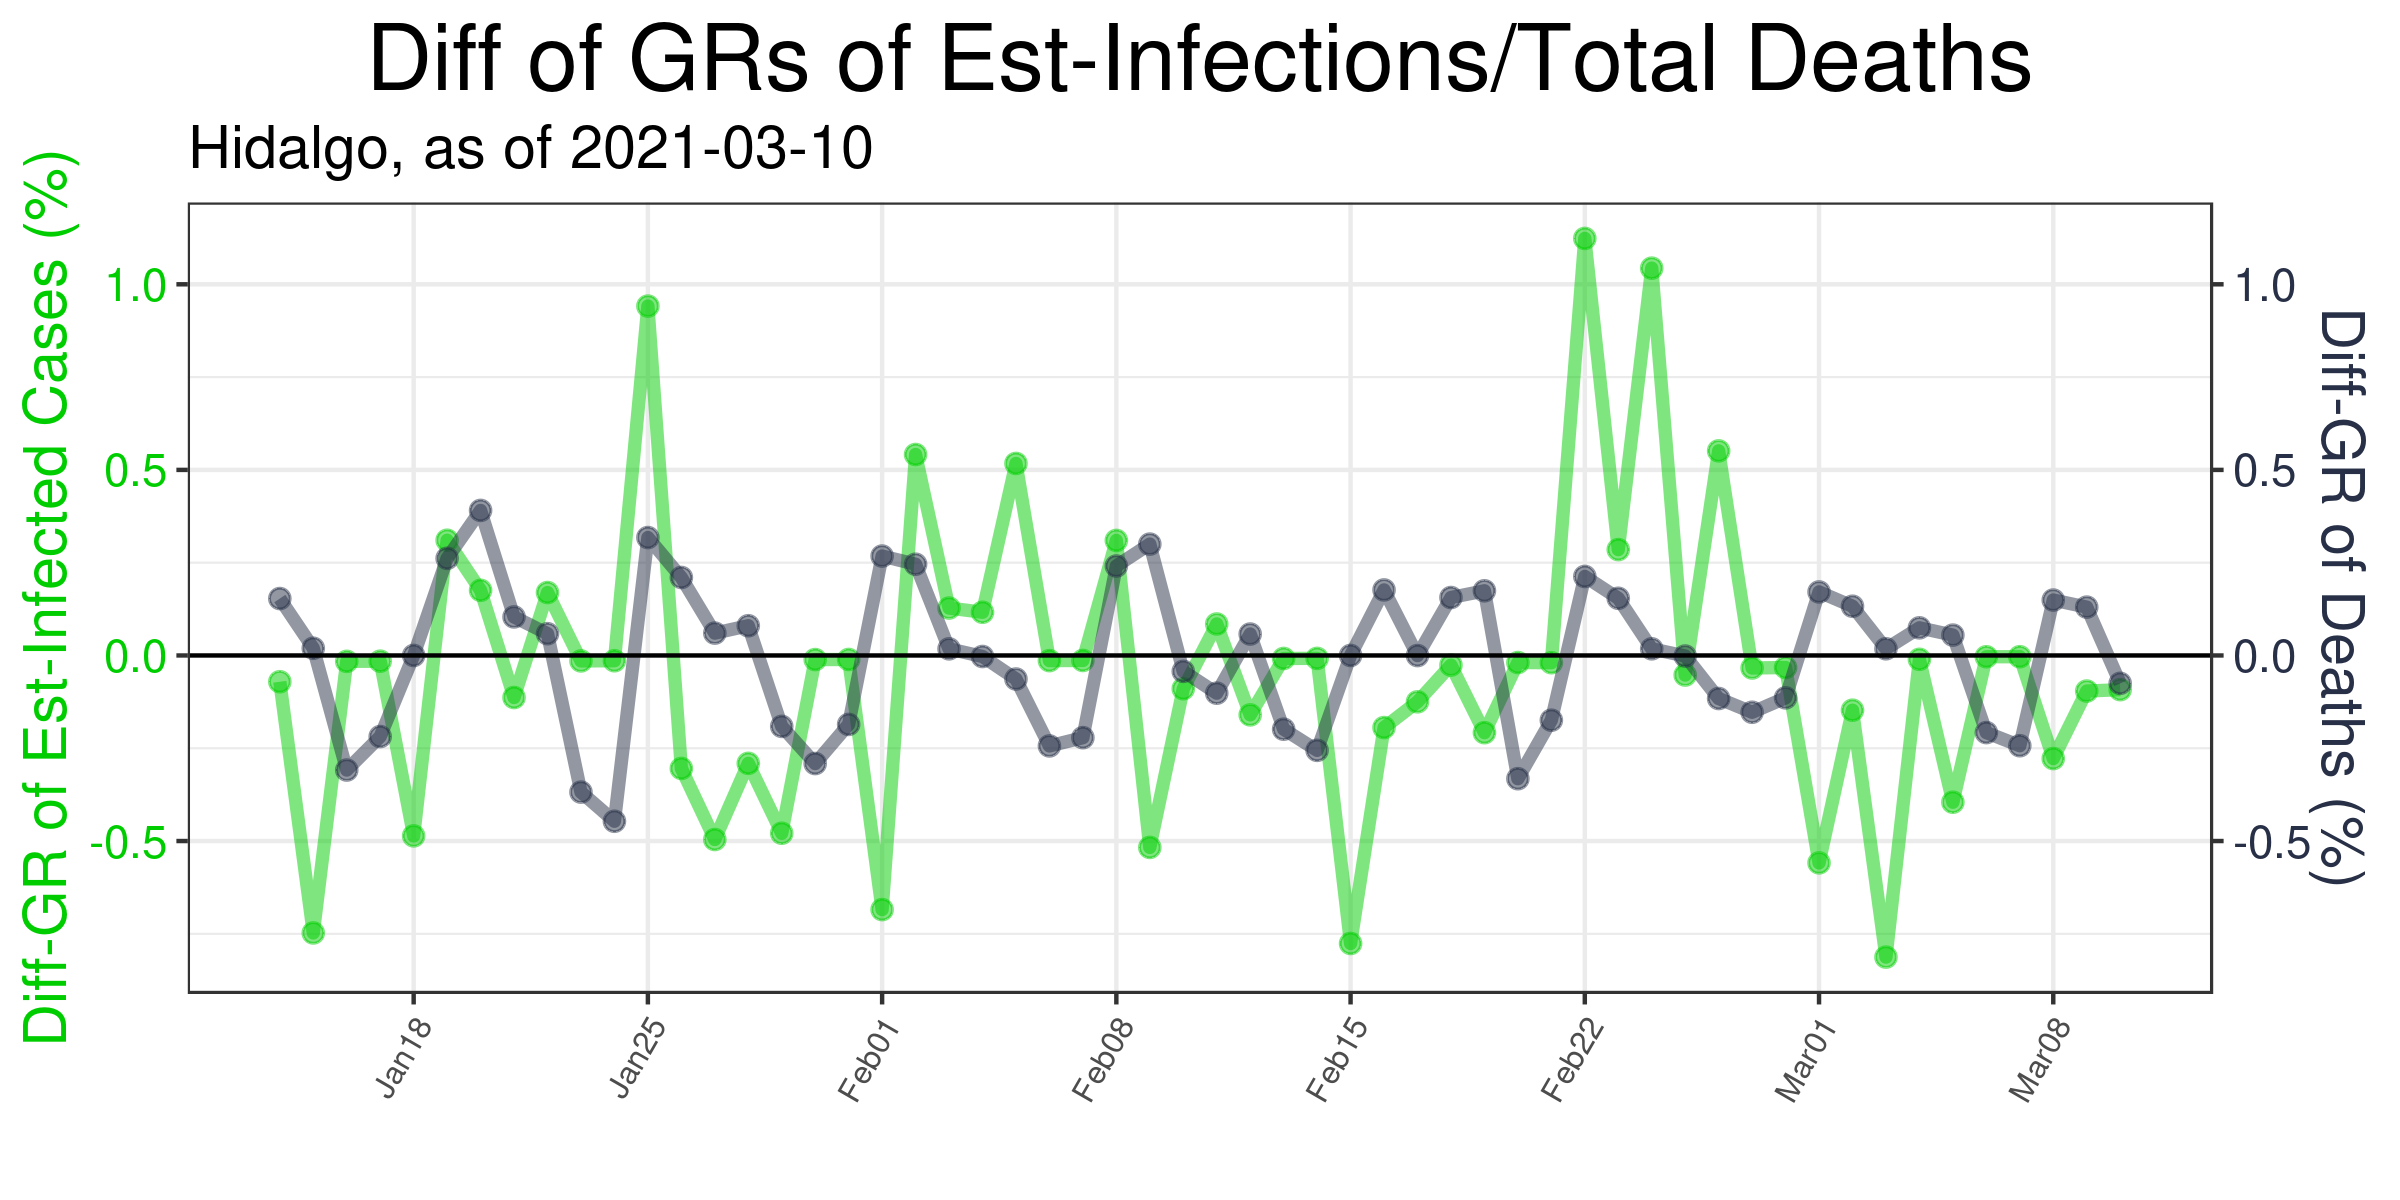 Diff of GRs of Est-Infections/Total Deaths
Hidalgo, as of 2021-03-10
Diff-GR of Est-Infected Cases (%)
1.0
0.5
0.0
-0.5
1.0
0.5
0.0
-0.5
Diff-GR of Deaths (%)
Jan18
Jan25
Feb01
Feb08
Feb15
Feb22
Mar01
Mar08